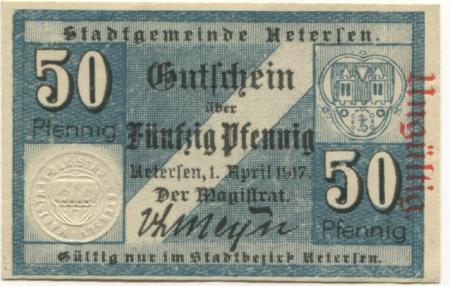 Stadtgemeinde Uetersen.
50
Pfennig
Gutschein
über
Fünfzig Pfennig
Uetersen, 1. April 1917.
Der Magistrat.
50
Pfennig
Gültig nur im Stadtbezirk Uetersen.
Ungültig.